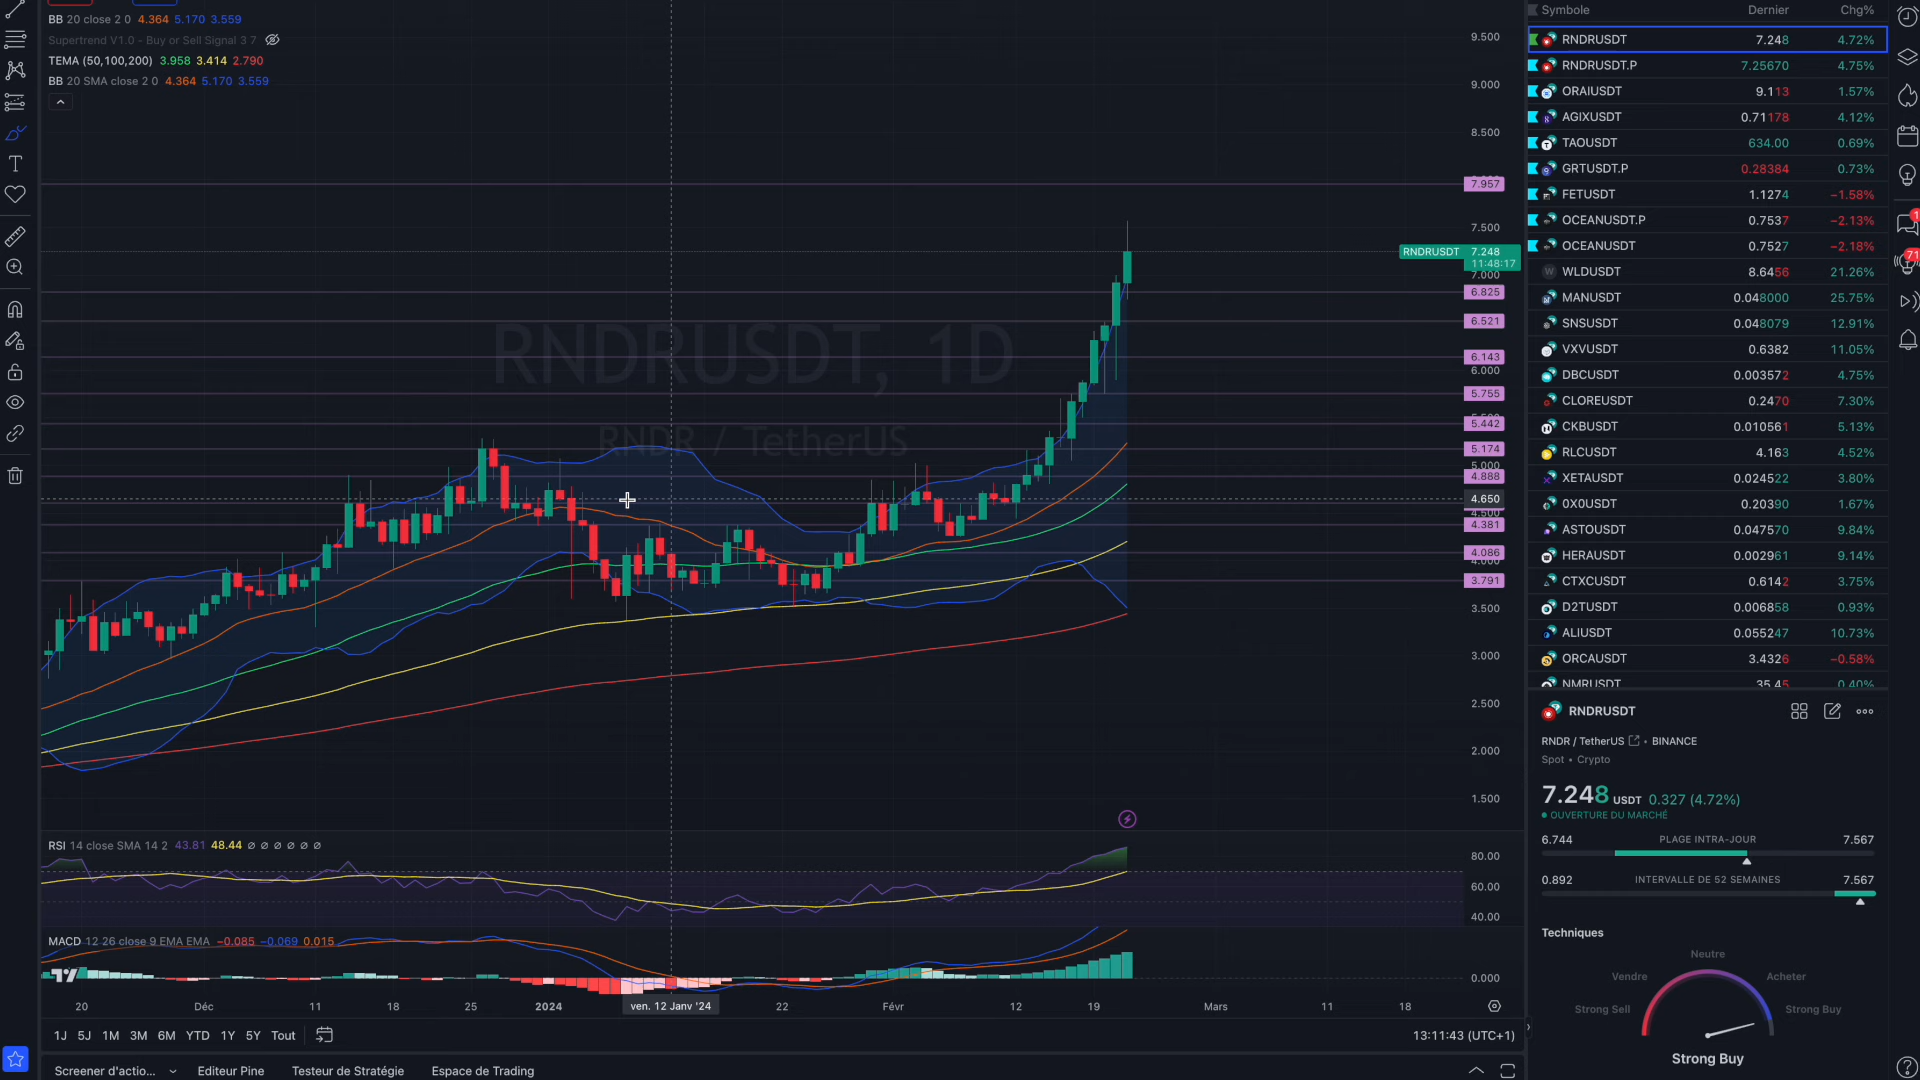 BB 20 close 2 0 4.364 5.170 3.559
Supertrend V1.0 - Buy or Sell Signal 3 7
TEMA (50,100,200) 3.958 3.414 2.790
BB 20 SMA close 2 0 4.364 5.170 3.559
RNDRUSDT, 1D
RNDR / TetherUS
9.500
9.000
8.500
7.957
7.500
RNDRUSDT 7.248
11:48:17
7.000
6.825
6.521
6.143
6.000
5.755
5.442
5.174
5.000
4.888
4.650
4.500
4.381
4.086
4.000
3.791
3.500
3.000
2.500
2.000
1.500
RSI 14 close SMA 14 2 43.81 48.44 ∅ ∅ ∅ ∅ ∅ ∅
80.00
60.00
40.00
MACD 12 26 close 9 EMA EMA −0.085 −0.069 0.015
0.000
20 Déc 11 18 25 2024 ven. 12 Janv '24 22 Févr 12 19 Mars 11 18
1J 5J 1M 3M 6M YTD 1Y 5Y Tout
13:11:43 (UTC+1)
Screener d'actio... Editeur Pine Testeur de Stratégie Espace de Trading
Symbole Dernier Chg%
RNDRUSDT 7.248 4.72%
RNDRUSDT.P 7.25670 4.75%
ORAIUSDT 9.113 1.57%
AGIXUSDT 0.71178 4.12%
TAOUSDT 634.00 0.69%
GRTUSDT.P 0.28384 0.73%
FETUSDT 1.1274 −1.58%
OCEANUSDT.P 0.7537 −2.13%
OCEANUSDT 0.7527 −2.18%
W WLDUSDT 8.6456 21.26%
MANUSDT 0.048000 25.75%
SNSUSDT 0.048079 12.91%
VXVUSDT 0.6382 11.05%
DBCUSDT 0.003572 4.75%
CLOREUSDT 0.2470 7.30%
CKBUSDT 0.010561 5.13%
RLCUSDT 4.163 4.52%
XETAUSDT 0.024522 3.80%
0X0USDT 0.20390 1.67%
ASTOUSDT 0.047570 9.84%
HERAUSDT 0.002961 9.14%
CTXCUSDT 0.6142 3.75%
D2TUSDT 0.006858 0.93%
ALIUSDT 0.055247 10.73%
ORCAUSDT 3.4326 −0.58%
NMRUSDT 35.45 0.40%
RNDRUSDT
RNDR / TetherUS • BINANCE
Spot • Crypto
7.248 USDT 0.327 (4.72%)
OUVERTURE DU MARCHÉ
6.744 PLAGE INTRA-JOUR 7.567
0.892 INTERVALLE DE 52 SEMAINES 7.567
Techniques
Neutre
Vendre Acheter
Strong Sell Strong Buy
Strong Buy
1
71